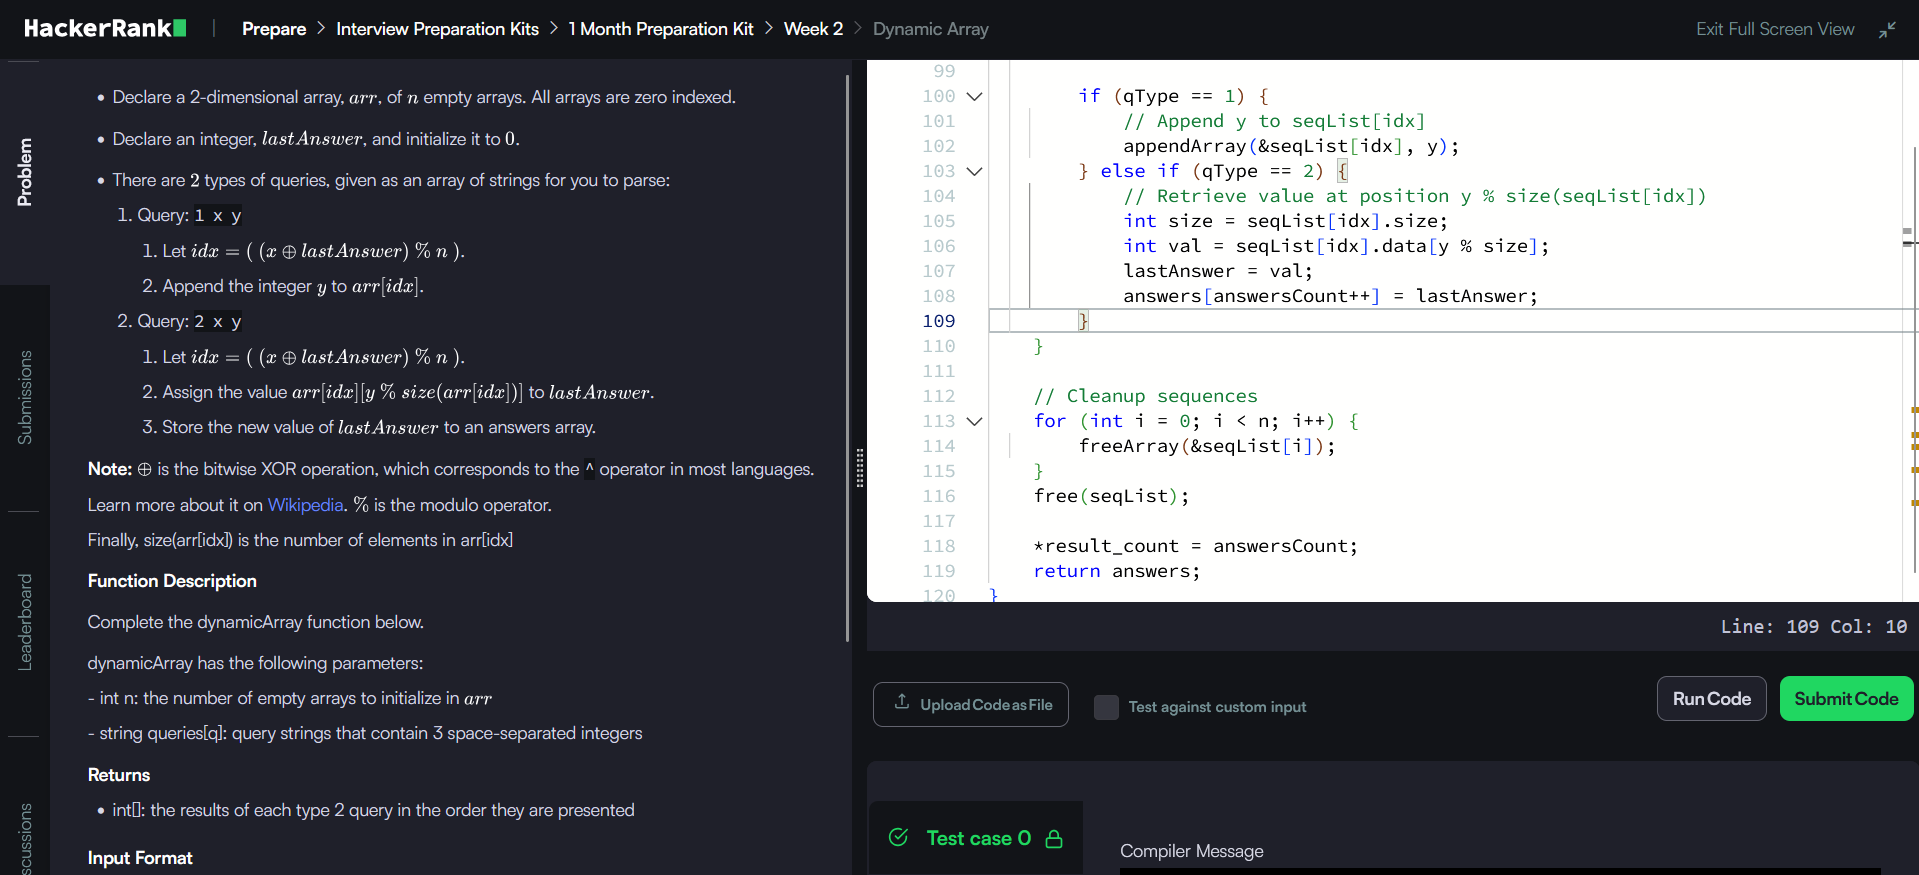 HackerRank
Prepare > Interview Preparation Kits > 1 Month Preparation Kit > Week 2 > Dynamic Array
Exit Full Screen View
Problem
Submissions
Leaderboard
scussions
• Declare a 2-dimensional array, arr, of n empty arrays. All arrays are zero indexed.
• Declare an integer, lastAnswer, and initialize it to 0.
• There are 2 types of queries, given as an array of strings for you to parse:
1. Query: 1 x y
1. Let idx = ( (x ⊕ lastAnswer) % n ).
2. Append the integer y to arr[idx].
2. Query: 2 x y
1. Let idx = ( (x ⊕ lastAnswer) % n ).
2. Assign the value arr[idx][y % size(arr[idx])] to lastAnswer.
3. Store the new value of lastAnswer to an answers array.
Note: ⊕ is the bitwise XOR operation, which corresponds to the ^ operator in most languages.
Learn more about it on Wikipedia. % is the modulo operator.
Finally, size(arr[idx]) is the number of elements in arr[idx]
Function Description
Complete the dynamicArray function below.
dynamicArray has the following parameters:
- int n: the number of empty arrays to initialize in arr
- string queries[q]: query strings that contain 3 space-separated integers
Returns
• int[]: the results of each type 2 query in the order they are presented
Input Format
99
100 if (qType == 1) {
101 // Append y to seqList[idx]
102 appendArray(&seqList[idx], y);
103 } else if (qType == 2) {
104 // Retrieve value at position y % size(seqList[idx])
105 int size = seqList[idx].size;
106 int val = seqList[idx].data[y % size];
107 lastAnswer = val;
108 answers[answersCount++] = lastAnswer;
109 }
110 }
111
112 // Cleanup sequences
113 for (int i = 0; i < n; i++) {
114 freeArray(&seqList[i]);
115 }
116 free(seqList);
117
118 *result_count = answersCount;
119 return answers;
120 }
Line: 109 Col: 10
Upload Code as File
Test against custom input
Run Code
Submit Code
Test case 0
Compiler Message